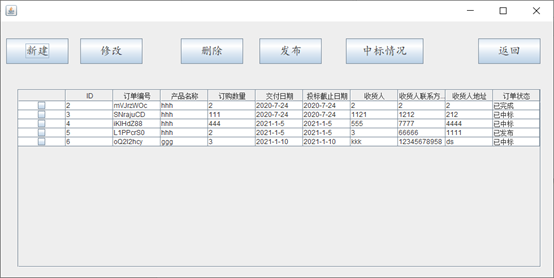 新建 修改 删除 发布 中标情况 返回
ID 订单编号 产品名称 订购数量 交付日期 投标截止日期 收货人 收货人联系方... 收货人地址 订单状态
2 mVJrzWOc hhh 2 2020-7-24 2020-7-24 2 2 2 已完成
3 SNrajuCD hhh 111 2020-7-24 2020-7-24 1121 1212 212 已中标
4 iKIHdZ88 hhh 444 2021-1-5 2021-1-5 555 7777 4444 已中标
5 L1PPcrS0 hhh 2 2021-1-5 2021-1-5 3 66666 1111 已发布
6 oQ2I2hcy ggg 3 2021-1-10 2021-1-10 kkk 12345678958 ds 已中标